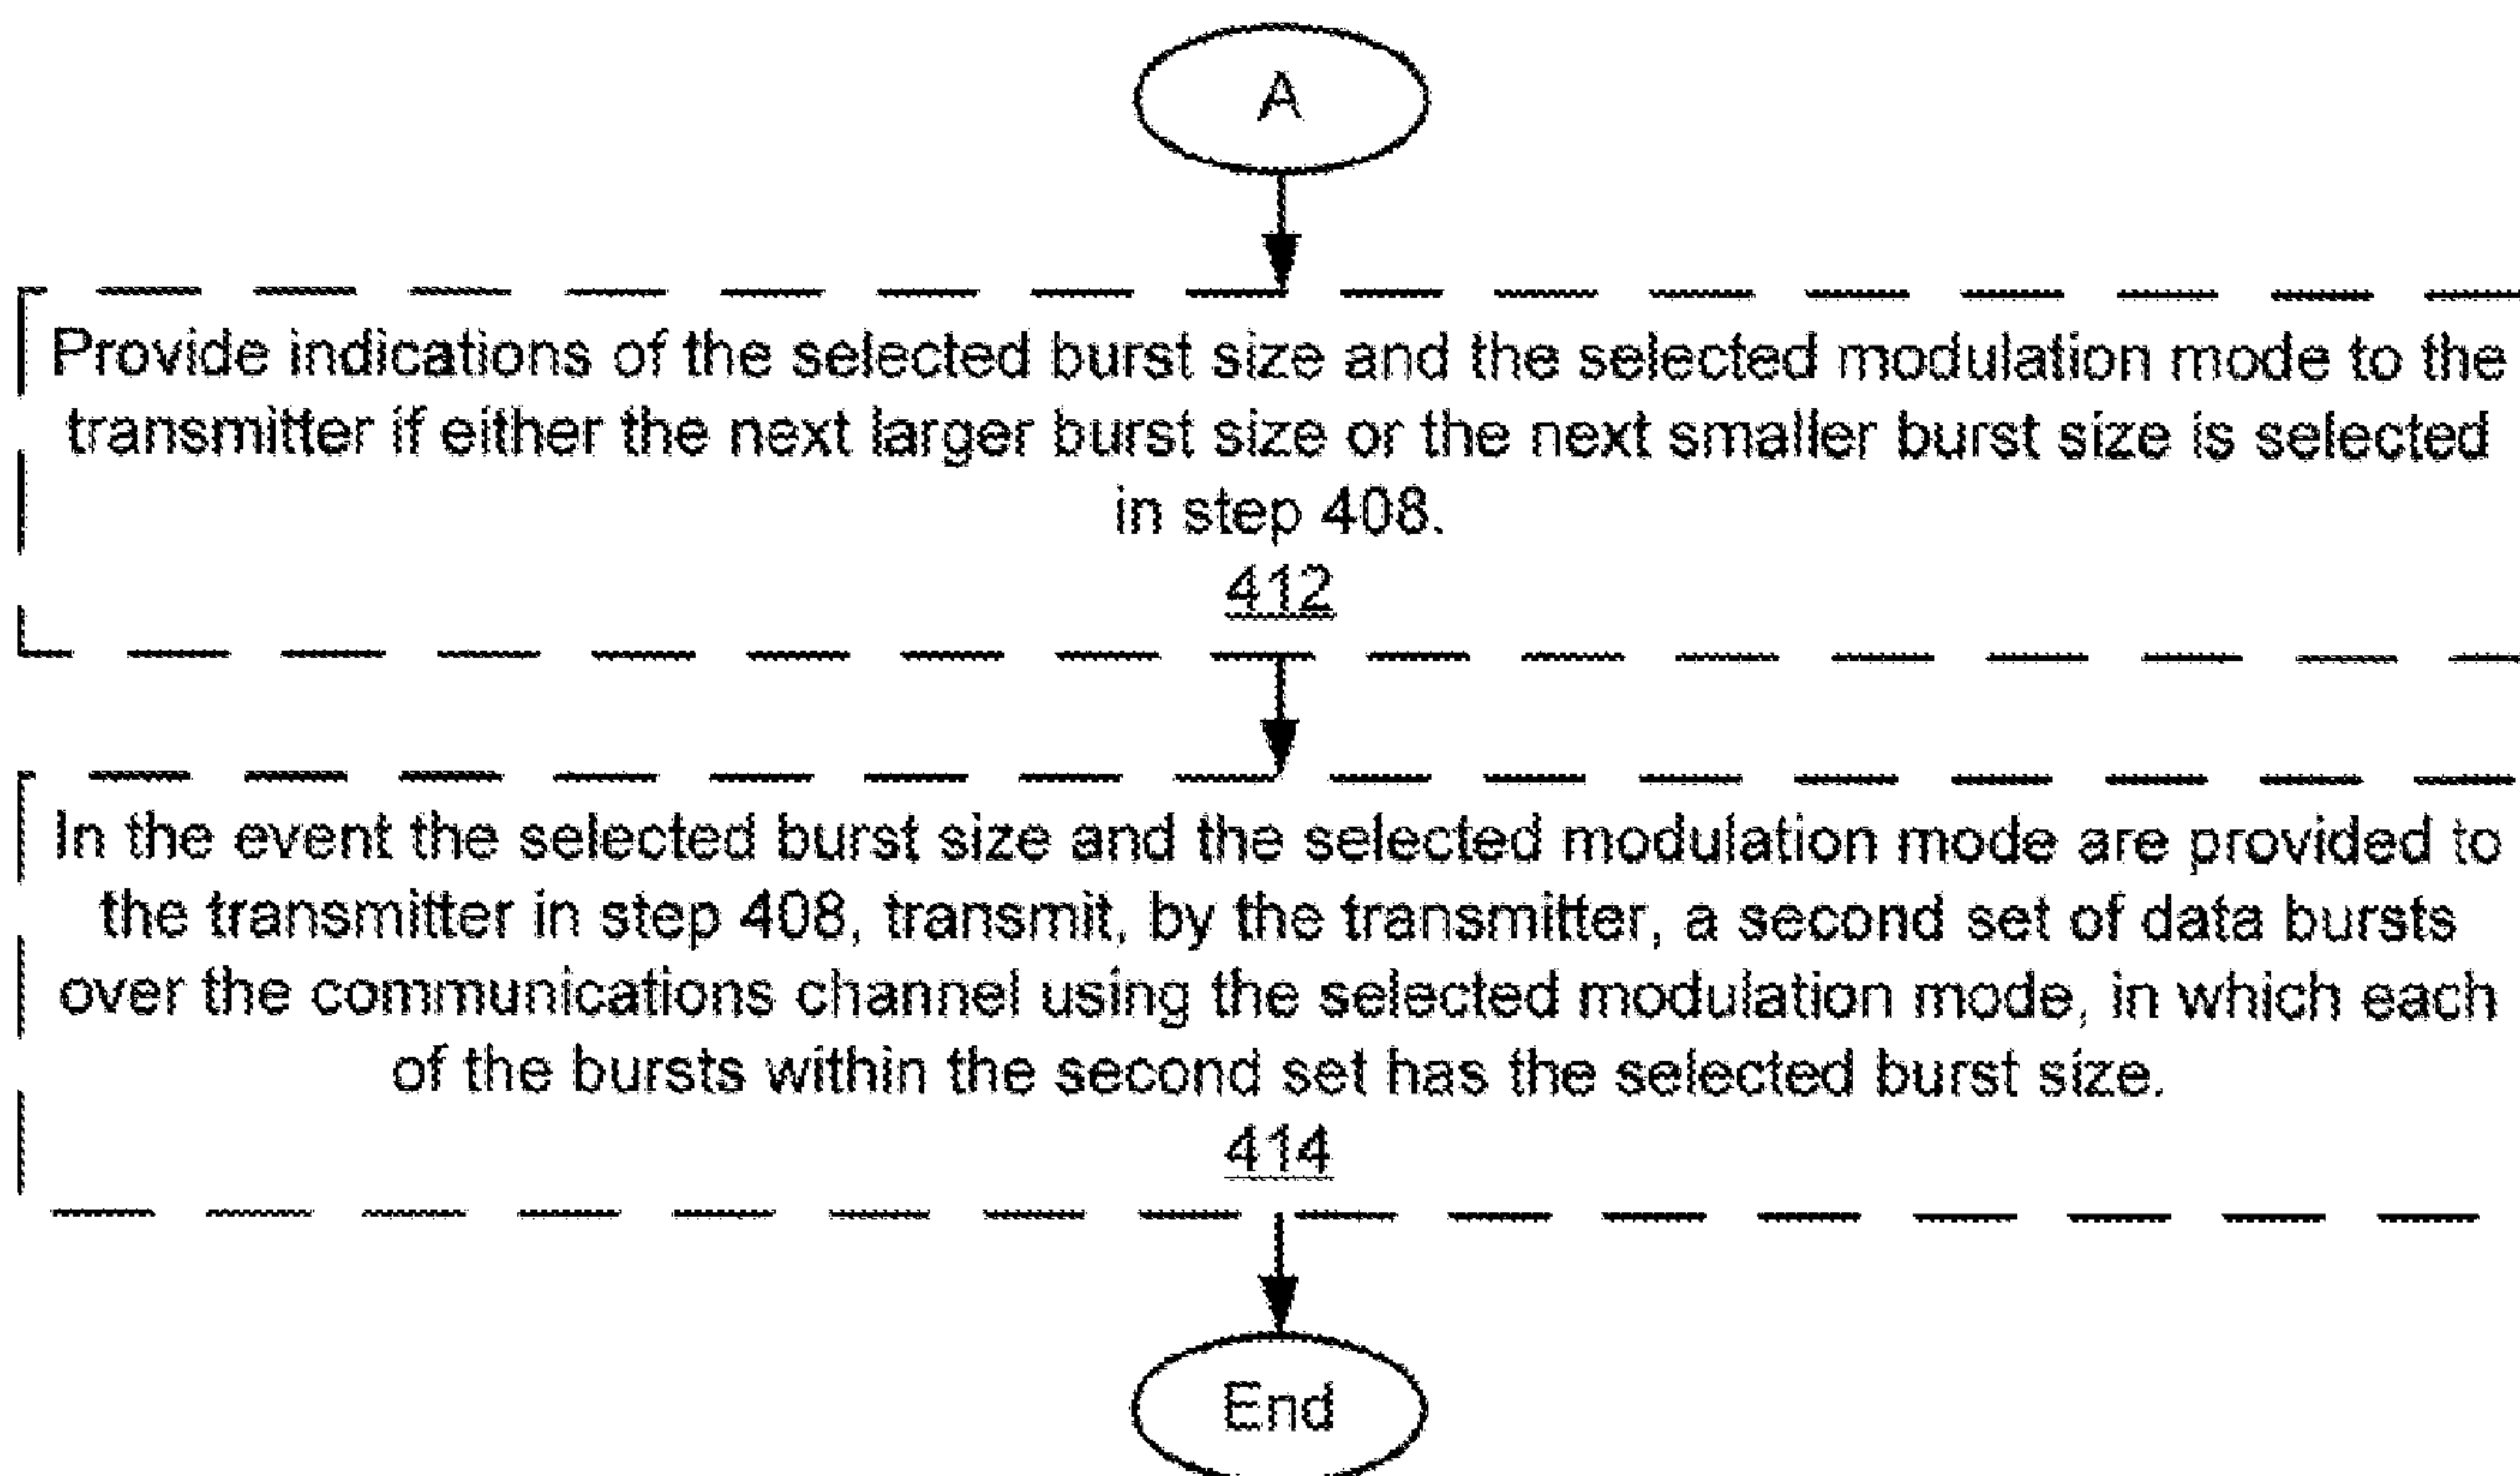 A
Provide indications of the selected burst size and the selected modulation mode to the
transmitter if either the next larger burst size or the next smaller burst size is selected
in step 408.
412
In the event the selected burst size and the selected modulation mode are provided to
the transmitter in step 408, transmit, by the transmitter, a second set of data bursts
over the communications channel using the selected modulation mode, in which each
of the bursts within the second set has the selected burst size.
414
End